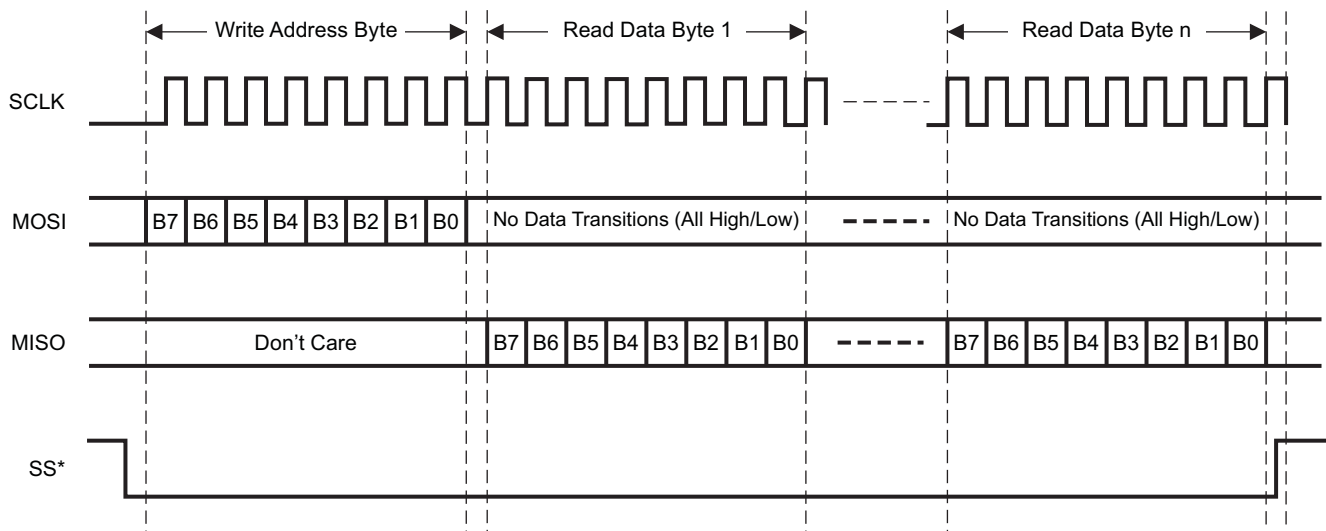 Write Address Byte Read Data Byte 1 Read Data Byte n
SCLK
MOSI B7 B6 B5 B4 B3 B2 B1 B0 No Data Transitions (All High/Low) No Data Transitions (All High/Low)
MISO Don't Care B7 B6 B5 B4 B3 B2 B1 B0 B7 B6 B5 B4 B3 B2 B1 B0
SS*